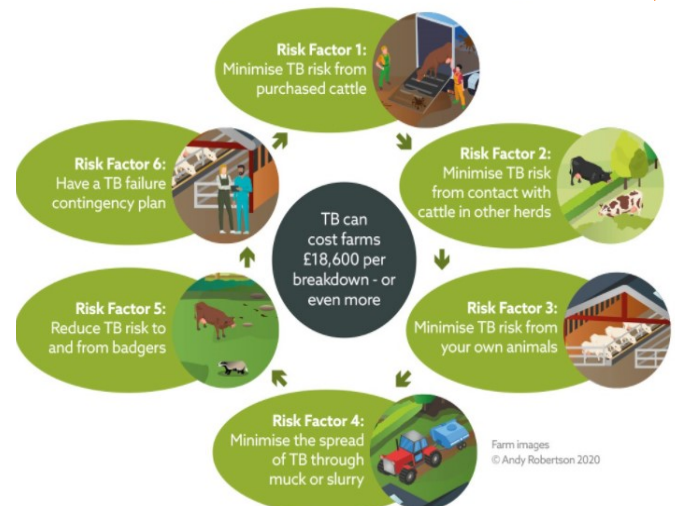 Risk Factor 1:
Minimise TB risk from
purchased cattle
Risk Factor 2:
Minimise TB risk
from contact with
cattle in other herds
Risk Factor 3:
Minimise TB risk from
your own animals
Risk Factor 4:
Minimise the spread
of TB through
muck or slurry
Risk Factor 5:
Reduce TB risk to
and from badgers
Risk Factor 6:
Have a TB failure
contingency plan
TB can
cost farms
£18,600 per
breakdown - or
even more
Farm images
© Andy Robertson 2020